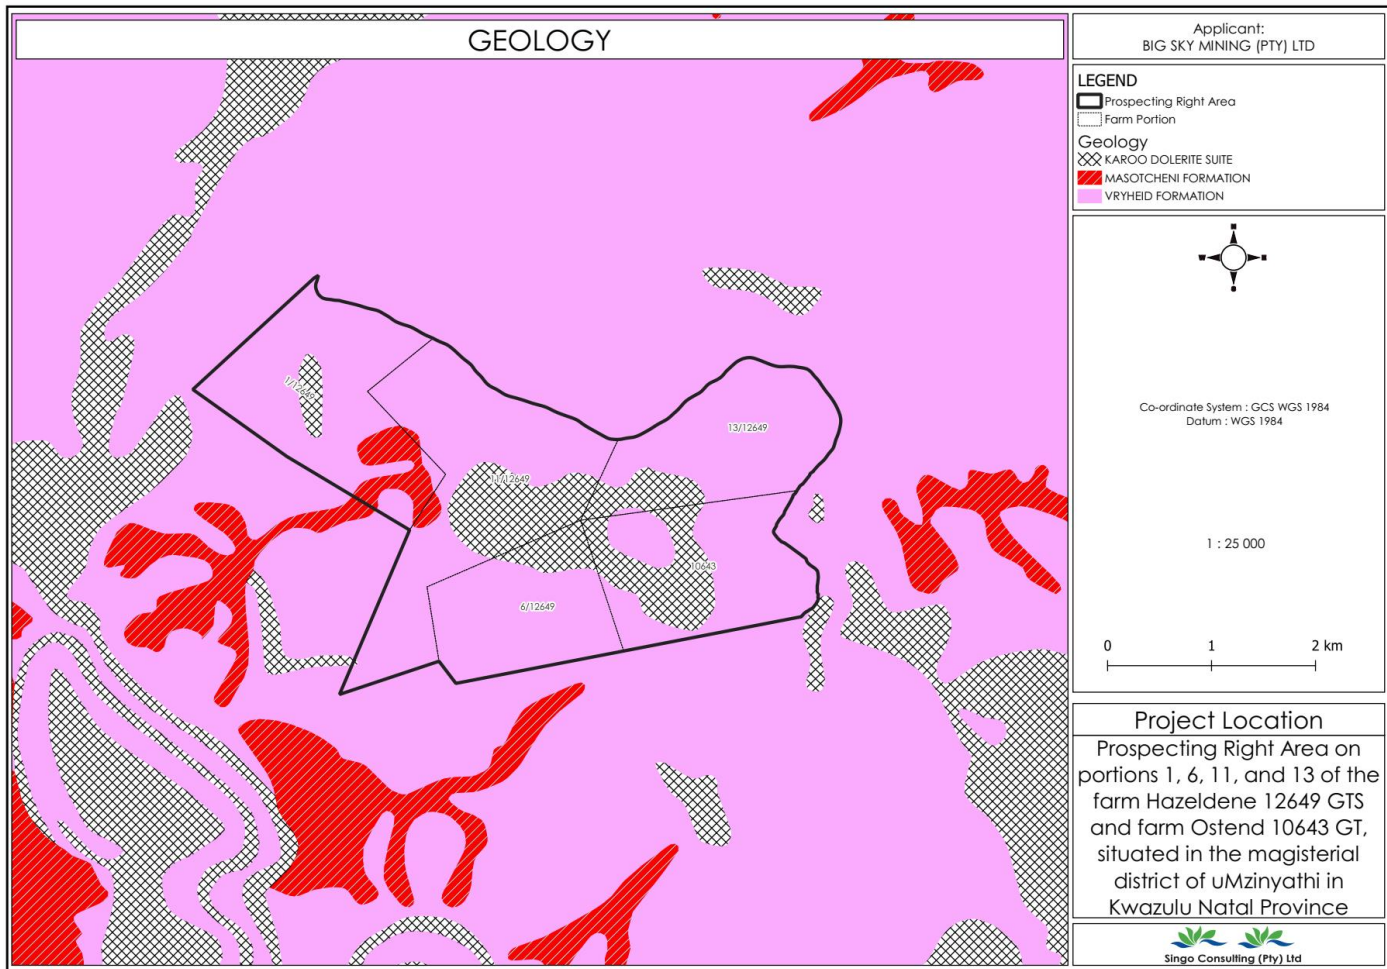 GEOLOGY
Applicant:
BIG SKY MINING (PTY) LTD
LEGEND
Prospecting Right Area
Farm Portion
Geology
KAROO DOLERITE SUITE
MASOTCHENI FORMATION
VRYHEID FORMATION
1/12649
13/12649
11/12649
10643
6/12649
Co-ordinate System : GCS WGS 1984
Datum : WGS 1984
1 : 25 000
0 1 2 km
Project Location
Prospecting Right Area on
portions 1, 6, 11, and 13 of the
farm Hazeldene 12649 GTS
and farm Ostend 10643 GT,
situated in the magisterial
district of uMzinyathi in
Kwazulu Natal Province
Singo Consulting (Pty) Ltd